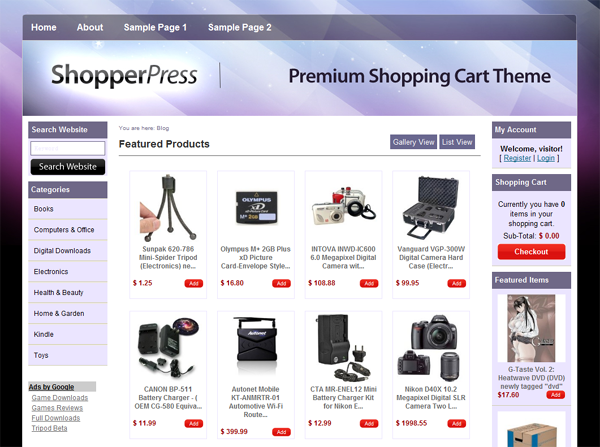 Home About Sample Page 1 Sample Page 2
ShopperPress
Premium Shopping Cart Theme
Search Website
Search Website
Categories
Books
Computers & Office
Digital Downloads
Electronics
Health & Beauty
Home & Garden
Kindle
Toys
Ads by Google
Game Downloads
Games Reviews
Full Downloads
Tripod Beta
You are here: Blog
Featured Products
Gallery View List View
Sunpak 620-786
Mini-Spider Tripod
(Electronics) ne...
$ 1.25 Add
OLYMPUS
M+ 2GB
Olympus M+ 2GB Plus
xD Picture
Card-Envelope Style...
$ 16.80 Add
INTOVA INWD-IC600
6.0 Megapixel Digital
Camera wit...
$ 108.88 Add
Vanguard VGP-300W
Digital Camera Hard
Case (Electr...
$ 99.95 Add
CANON BP-511
Battery Charger - (
OEM CG-580 Equiva...
$ 11.99 Add
Autonet
Autonet Mobile
KT-ANMRTR-01
Automotive Wi-Fi
Route...
$ 399.99 Add
CTA MR-ENEL12 Mini
Battery Charger Kit
for Nikon E...
$ 12.99 Add
Nikon D40X 10.2
Megapixel Digital SLR
Camera Two L...
$ 1998.55 Add
My Account
Welcome, visitor!
[ Register | Login ]
Shopping Cart
Currently you have 0
items in your
shopping cart.
Sub-Total: $ 0.00
Checkout
Featured Items
G-Taste Vol. 2:
Heatwave DVD (DVD)
newly tagged "dvd"
$17.60 Add